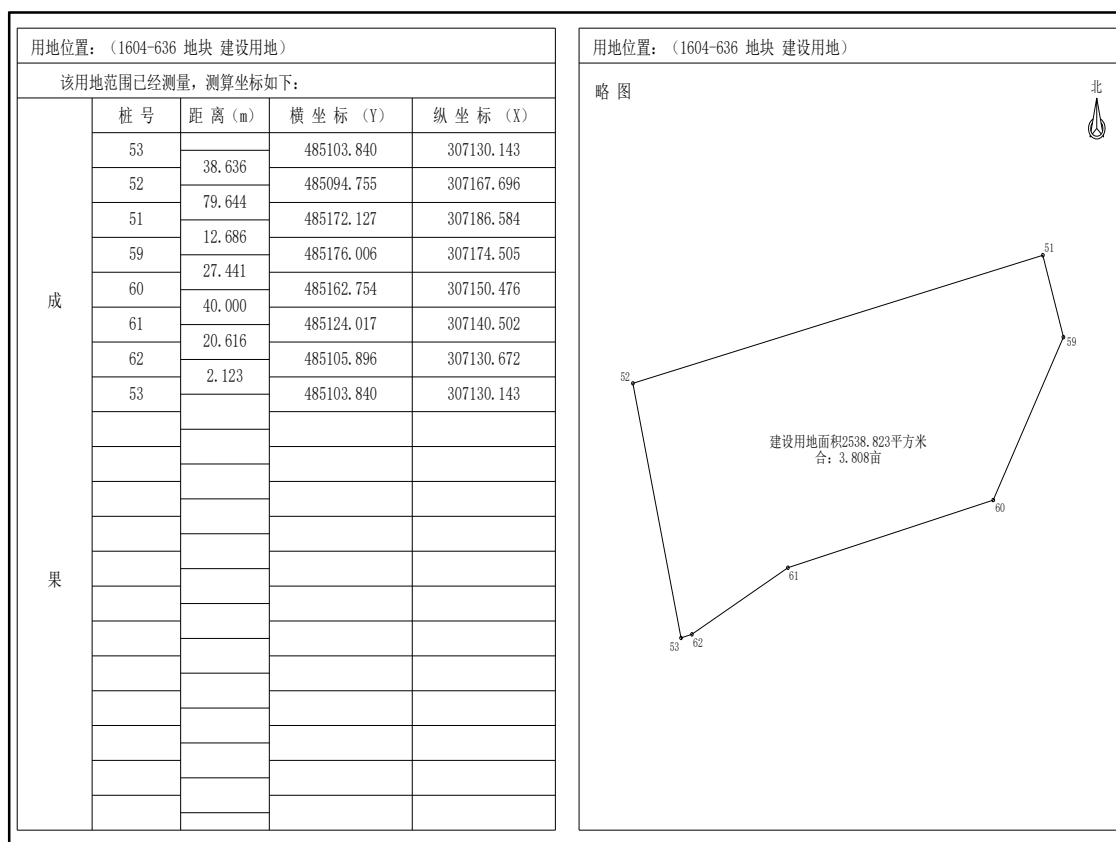 用地位置：（1604-636 地块 建设用地）
该用地范围已经测量，测算坐标如下：
成
果
桩 号 距 离(m) 横 坐 标 (Y) 纵 坐 标 (X)
53 485103.840 307130.143
38.636
52 485094.755 307167.696
79.644
51 485172.127 307186.584
12.686
59 485176.006 307174.505
27.441
60 485162.754 307150.476
40.000
61 485124.017 307140.502
20.616
62 485105.896 307130.672
2.123
53 485103.840 307130.143
用地位置：（1604-636 地块 建设用地）
略 图
北
51
59
52
建设用地面积2538.823平方米
合：3.808亩
60
61
53
62